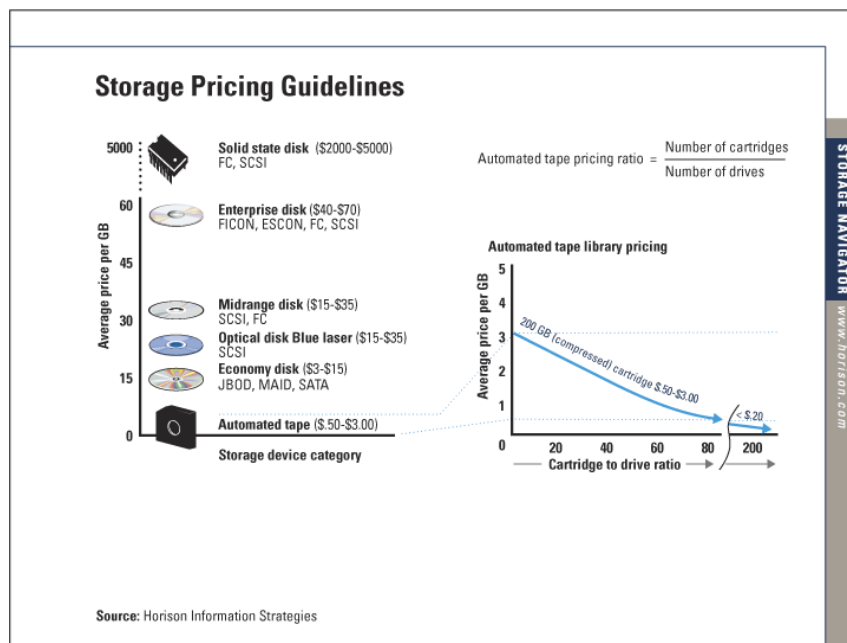 Storage Pricing Guidelines
5000
Solid state disk ($2000-$5000)
FC, SCSI
60
Enterprise disk ($40-$70)
FICON, ESCON, FC, SCSI
45
30
Midrange disk ($15-$35)
SCSI, FC
Optical disk Blue laser ($15-$35)
SCSI
15
Economy disk ($3-$15)
JBOD, MAID, SATA
0
Automated tape ($.50-$3.00)
Storage device category
Average price per GB
Automated tape pricing ratio = Number of cartridges
Number of drives
Automated tape library pricing
Average price per GB
5
4
3
2
1
0
200 GB (compressed) cartridge $.50-$3.00
< $.20
20 40 60 80 200
Cartridge to drive ratio
STORAGE NAVIGATOR www.horison.com
Source: Horison Information Strategies